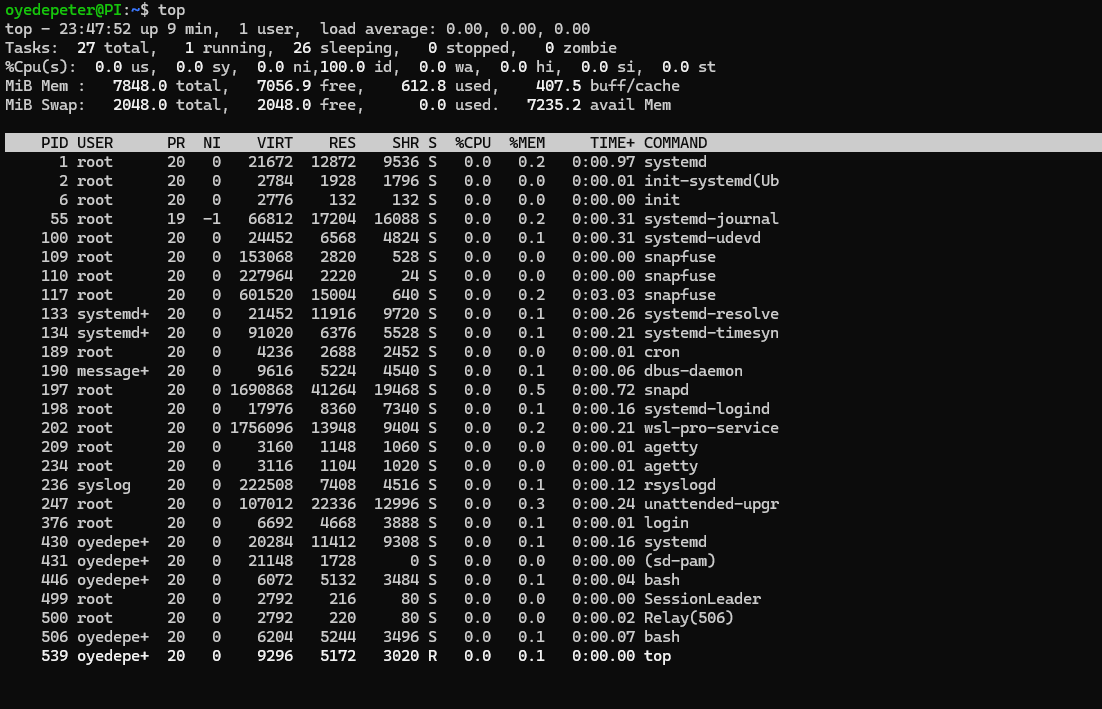 oyedepeter@PI:~$ top
top - 23:47:52 up 9 min,  1 user,  load average: 0.00, 0.00, 0.00
Tasks:  27 total,   1 running,  26 sleeping,   0 stopped,   0 zombie
%Cpu(s):  0.0 us,  0.0 sy,  0.0 ni,100.0 id,  0.0 wa,  0.0 hi,  0.0 si,  0.0 st
MiB Mem :   7848.0 total,   7056.9 free,    612.8 used,    407.5 buff/cache
MiB Swap:   2048.0 total,   2048.0 free,      0.0 used.   7235.2 avail Mem
    PID USER      PR  NI    VIRT    RES    SHR S  %CPU  %MEM     TIME+ COMMAND
      1 root      20   0   21672  12872   9536 S   0.0   0.2   0:00.97 systemd
      2 root      20   0    2784   1928   1796 S   0.0   0.0   0:00.01 init-systemd(Ub
      6 root      20   0    2776    132    132 S   0.0   0.0   0:00.00 init
     55 root      19  -1   66812  17204  16088 S   0.0   0.2   0:00.31 systemd-journal
    100 root      20   0   24452   6568   4824 S   0.0   0.1   0:00.31 systemd-udevd
    109 root      20   0  153068   2820    528 S   0.0   0.0   0:00.00 snapfuse
    110 root      20   0  227964   2220     24 S   0.0   0.0   0:00.00 snapfuse
    117 root      20   0  601520  15004    640 S   0.0   0.2   0:03.03 snapfuse
    133 systemd+  20   0   21452  11916   9720 S   0.0   0.1   0:00.26 systemd-resolve
    134 systemd+  20   0   91020   6376   5528 S   0.0   0.1   0:00.21 systemd-timesyn
    189 root      20   0    4236   2688   2452 S   0.0   0.0   0:00.01 cron
    190 message+  20   0    9616   5224   4540 S   0.0   0.1   0:00.06 dbus-daemon
    197 root      20   0 1690868  41264  19468 S   0.0   0.5   0:00.72 snapd
    198 root      20   0   17976   8360   7340 S   0.0   0.1   0:00.16 systemd-logind
    202 root      20   0 1756096  13948   9404 S   0.0   0.2   0:00.21 wsl-pro-service
    209 root      20   0    3160   1148   1060 S   0.0   0.0   0:00.01 agetty
    234 root      20   0    3116   1104   1020 S   0.0   0.0   0:00.01 agetty
    236 syslog    20   0  222508   7408   4516 S   0.0   0.1   0:00.12 rsyslogd
    247 root      20   0  107012  22336  12996 S   0.0   0.3   0:00.24 unattended-upgr
    376 root      20   0    6692   4668   3888 S   0.0   0.1   0:00.01 login
    430 oyedepe+  20   0   20284  11412   9308 S   0.0   0.1   0:00.16 systemd
    431 oyedepe+  20   0   21148   1728      0 S   0.0   0.0   0:00.00 (sd-pam)
    446 oyedepe+  20   0    6072   5132   3484 S   0.0   0.1   0:00.04 bash
    499 root      20   0    2792    216     80 S   0.0   0.0   0:00.00 SessionLeader
    500 root      20   0    2792    220     80 S   0.0   0.0   0:00.02 Relay(506)
    506 oyedepe+  20   0    6204   5244   3496 S   0.0   0.1   0:00.07 bash
    539 oyedepe+  20   0    9296   5172   3020 R   0.0   0.1   0:00.00 top